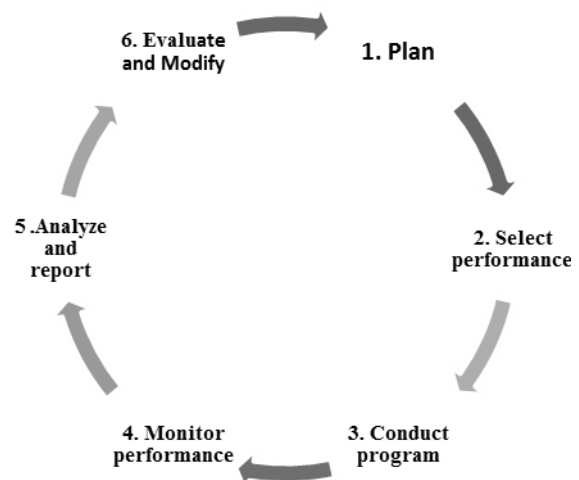 1. Plan
2. Select
performance
3. Conduct
program
4. Monitor
performance
5 .Analyze
and
report
6. Evaluate
and Modify